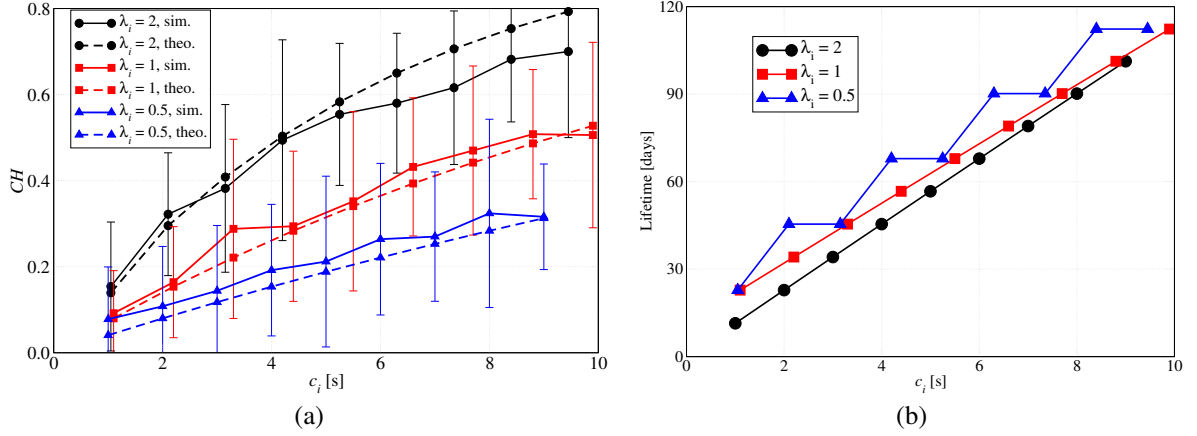 0.8
0.6
0.4
0.2
0.0
CH
λi = 2, sim.
λi = 2, theo.
λi = 1, sim.
λi = 1, theo.
λi = 0.5, sim.
λi = 0.5, theo.
0 2 4 6 8 10
ci [s]
(a)
120
90
60
30
0
Lifetime [days]
λi = 2
λi = 1
λi = 0.5
0 2 4 6 8 10
ci [s]
(b)